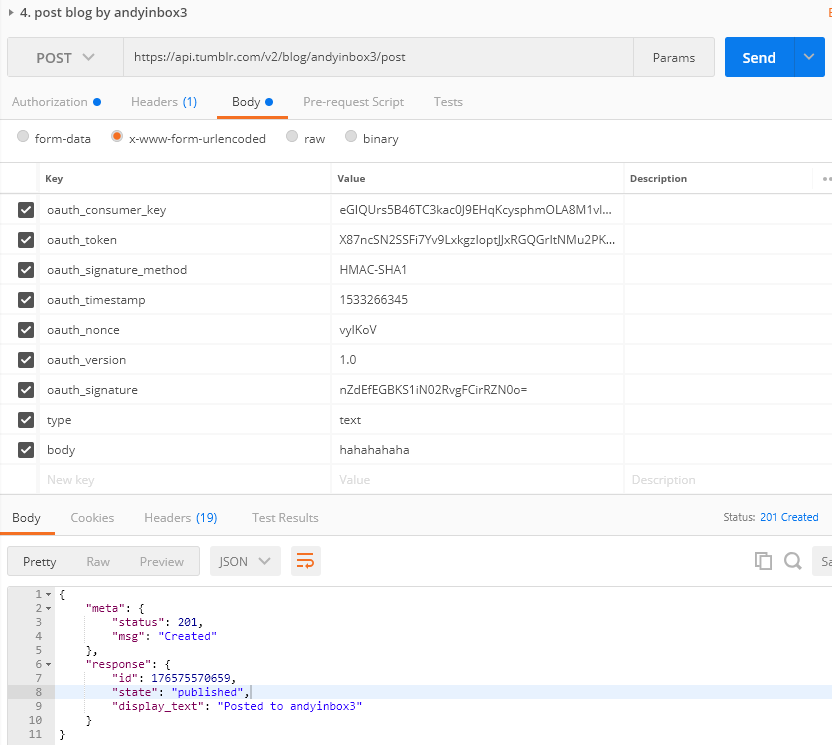 4. post blog by andyinbox3
POST https://api.tumblr.com/v2/blog/andyinbox3/post Params Send
Authorization Headers (1) Body Pre-request Script Tests
form-data x-www-form-urlencoded raw binary
Key Value Description
oauth_consumer_key eGIQUrs5B46TC3kac0J9EHqKcysphmOLA8M1vl...
oauth_token X87ncSN2SSFi7Yv9LxkgzIoptJJxRGQGrItNMu2PK...
oauth_signature_method HMAC-SHA1
oauth_timestamp 1533266345
oauth_nonce vyIKoV
oauth_version 1.0
oauth_signature nZdEfEGBKS1iN02RvgFCirRZN0o=
type text
body hahahahaha
New key Value Description
Body Cookies Headers (19) Test Results Status: 201 Created
Pretty Raw Preview JSON Sa
1 {
2 "meta": {
3 "status": 201,
4 "msg": "Created"
5 },
6 "response": {
7 "id": 176575570659,
8 "state": "published",
9 "display_text": "Posted to andyinbox3"
10 }
11 }